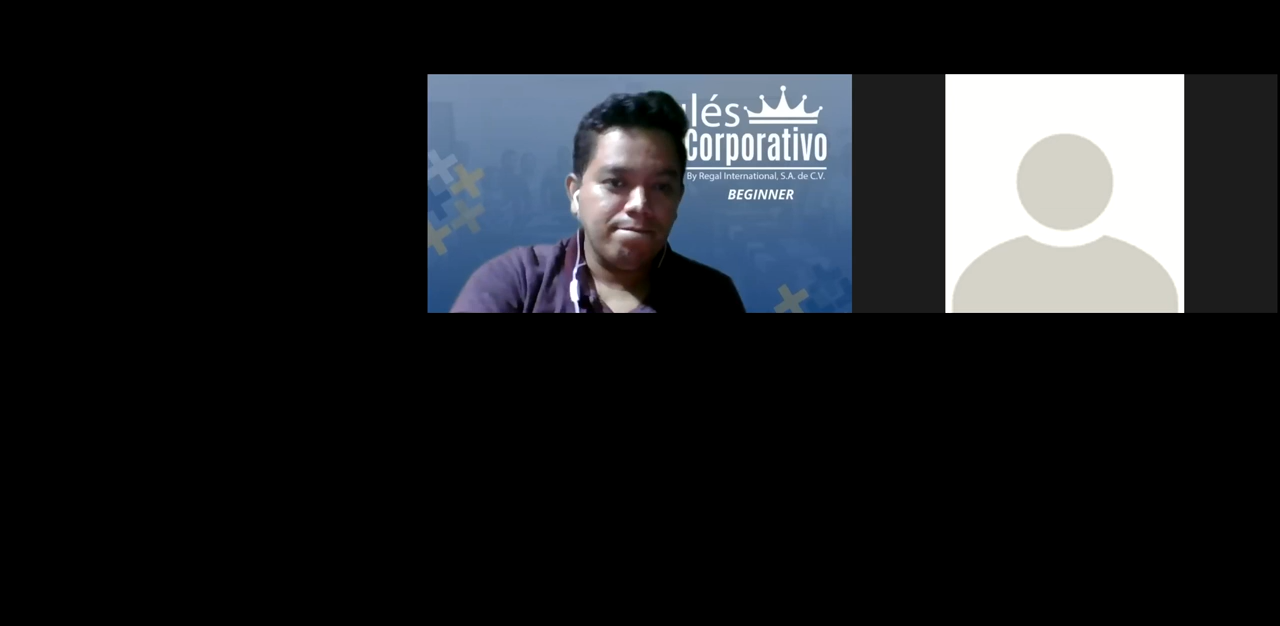 lés
Corporativo
By Regal International, S.A. de C.V.
BEGINNER